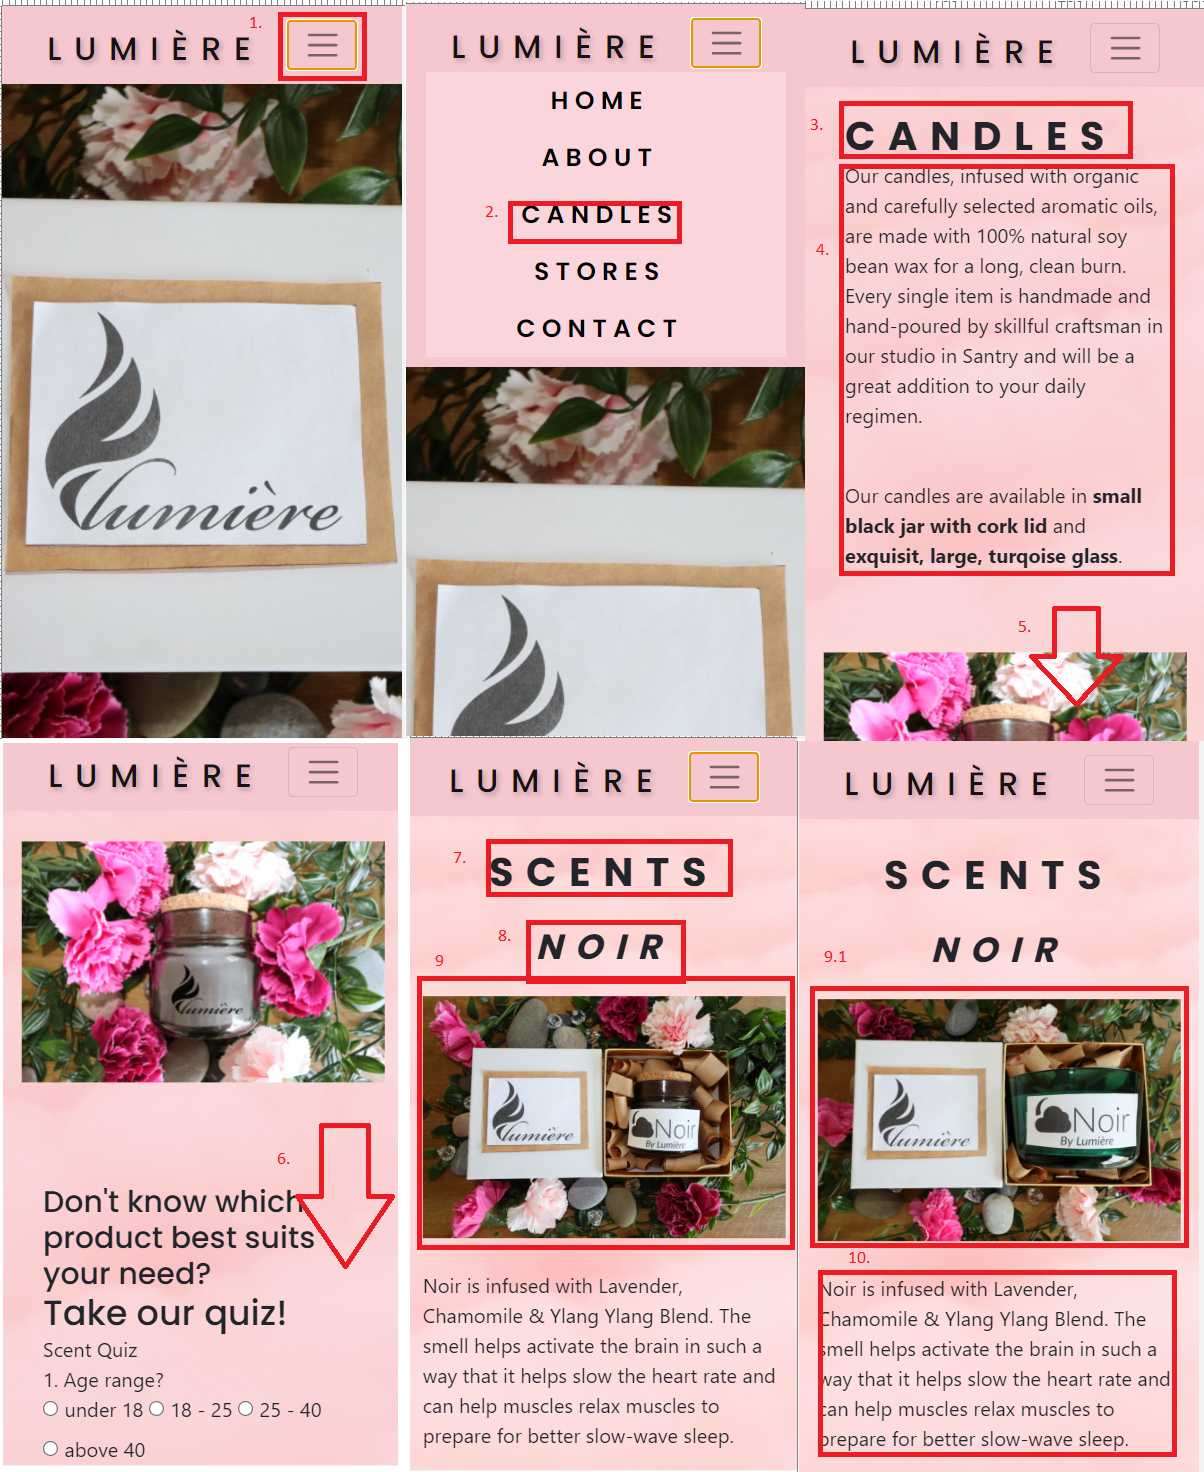 1.
LUMIÈRE
lumière
LUMIÈRE
HOME
ABOUT
2.
CANDLES
STORES
CONTACT
LUMIÈRE
3.
CANDLES
4.
Our candles, infused with organic
and carefully selected aromatic oils,
are made with 100% natural soy
bean wax for a long, clean burn.
Every single item is handmade and
hand-poured by skillful craftsman in
our studio in Santry and will be a
great addition to your daily
regimen.
Our candles are available in small
black jar with cork lid and
exquisit, large, turqoise glass.
5.
LUMIÈRE
lumière
6.
Don't know which
product best suits
your need?
Take our quiz!
Scent Quiz
1. Age range?
under 18 18 - 25 25 - 40
above 40
LUMIÈRE
7.
SCENTS
8.
NOIR
9
lumière
Noir
By Lumière
Noir is infused with Lavender,
Chamomile & Ylang Ylang Blend. The
smell helps activate the brain in such a
way that it helps slow the heart rate and
can help muscles relax muscles to
prepare for better slow-wave sleep.
LUMIÈRE
SCENTS
NOIR
9.1
lumière
Noir
By Lumière
10.
Noir is infused with Lavender,
Chamomile & Ylang Ylang Blend. The
smell helps activate the brain in such a
way that it helps slow the heart rate and
can help muscles relax muscles to
prepare for better slow-wave sleep.